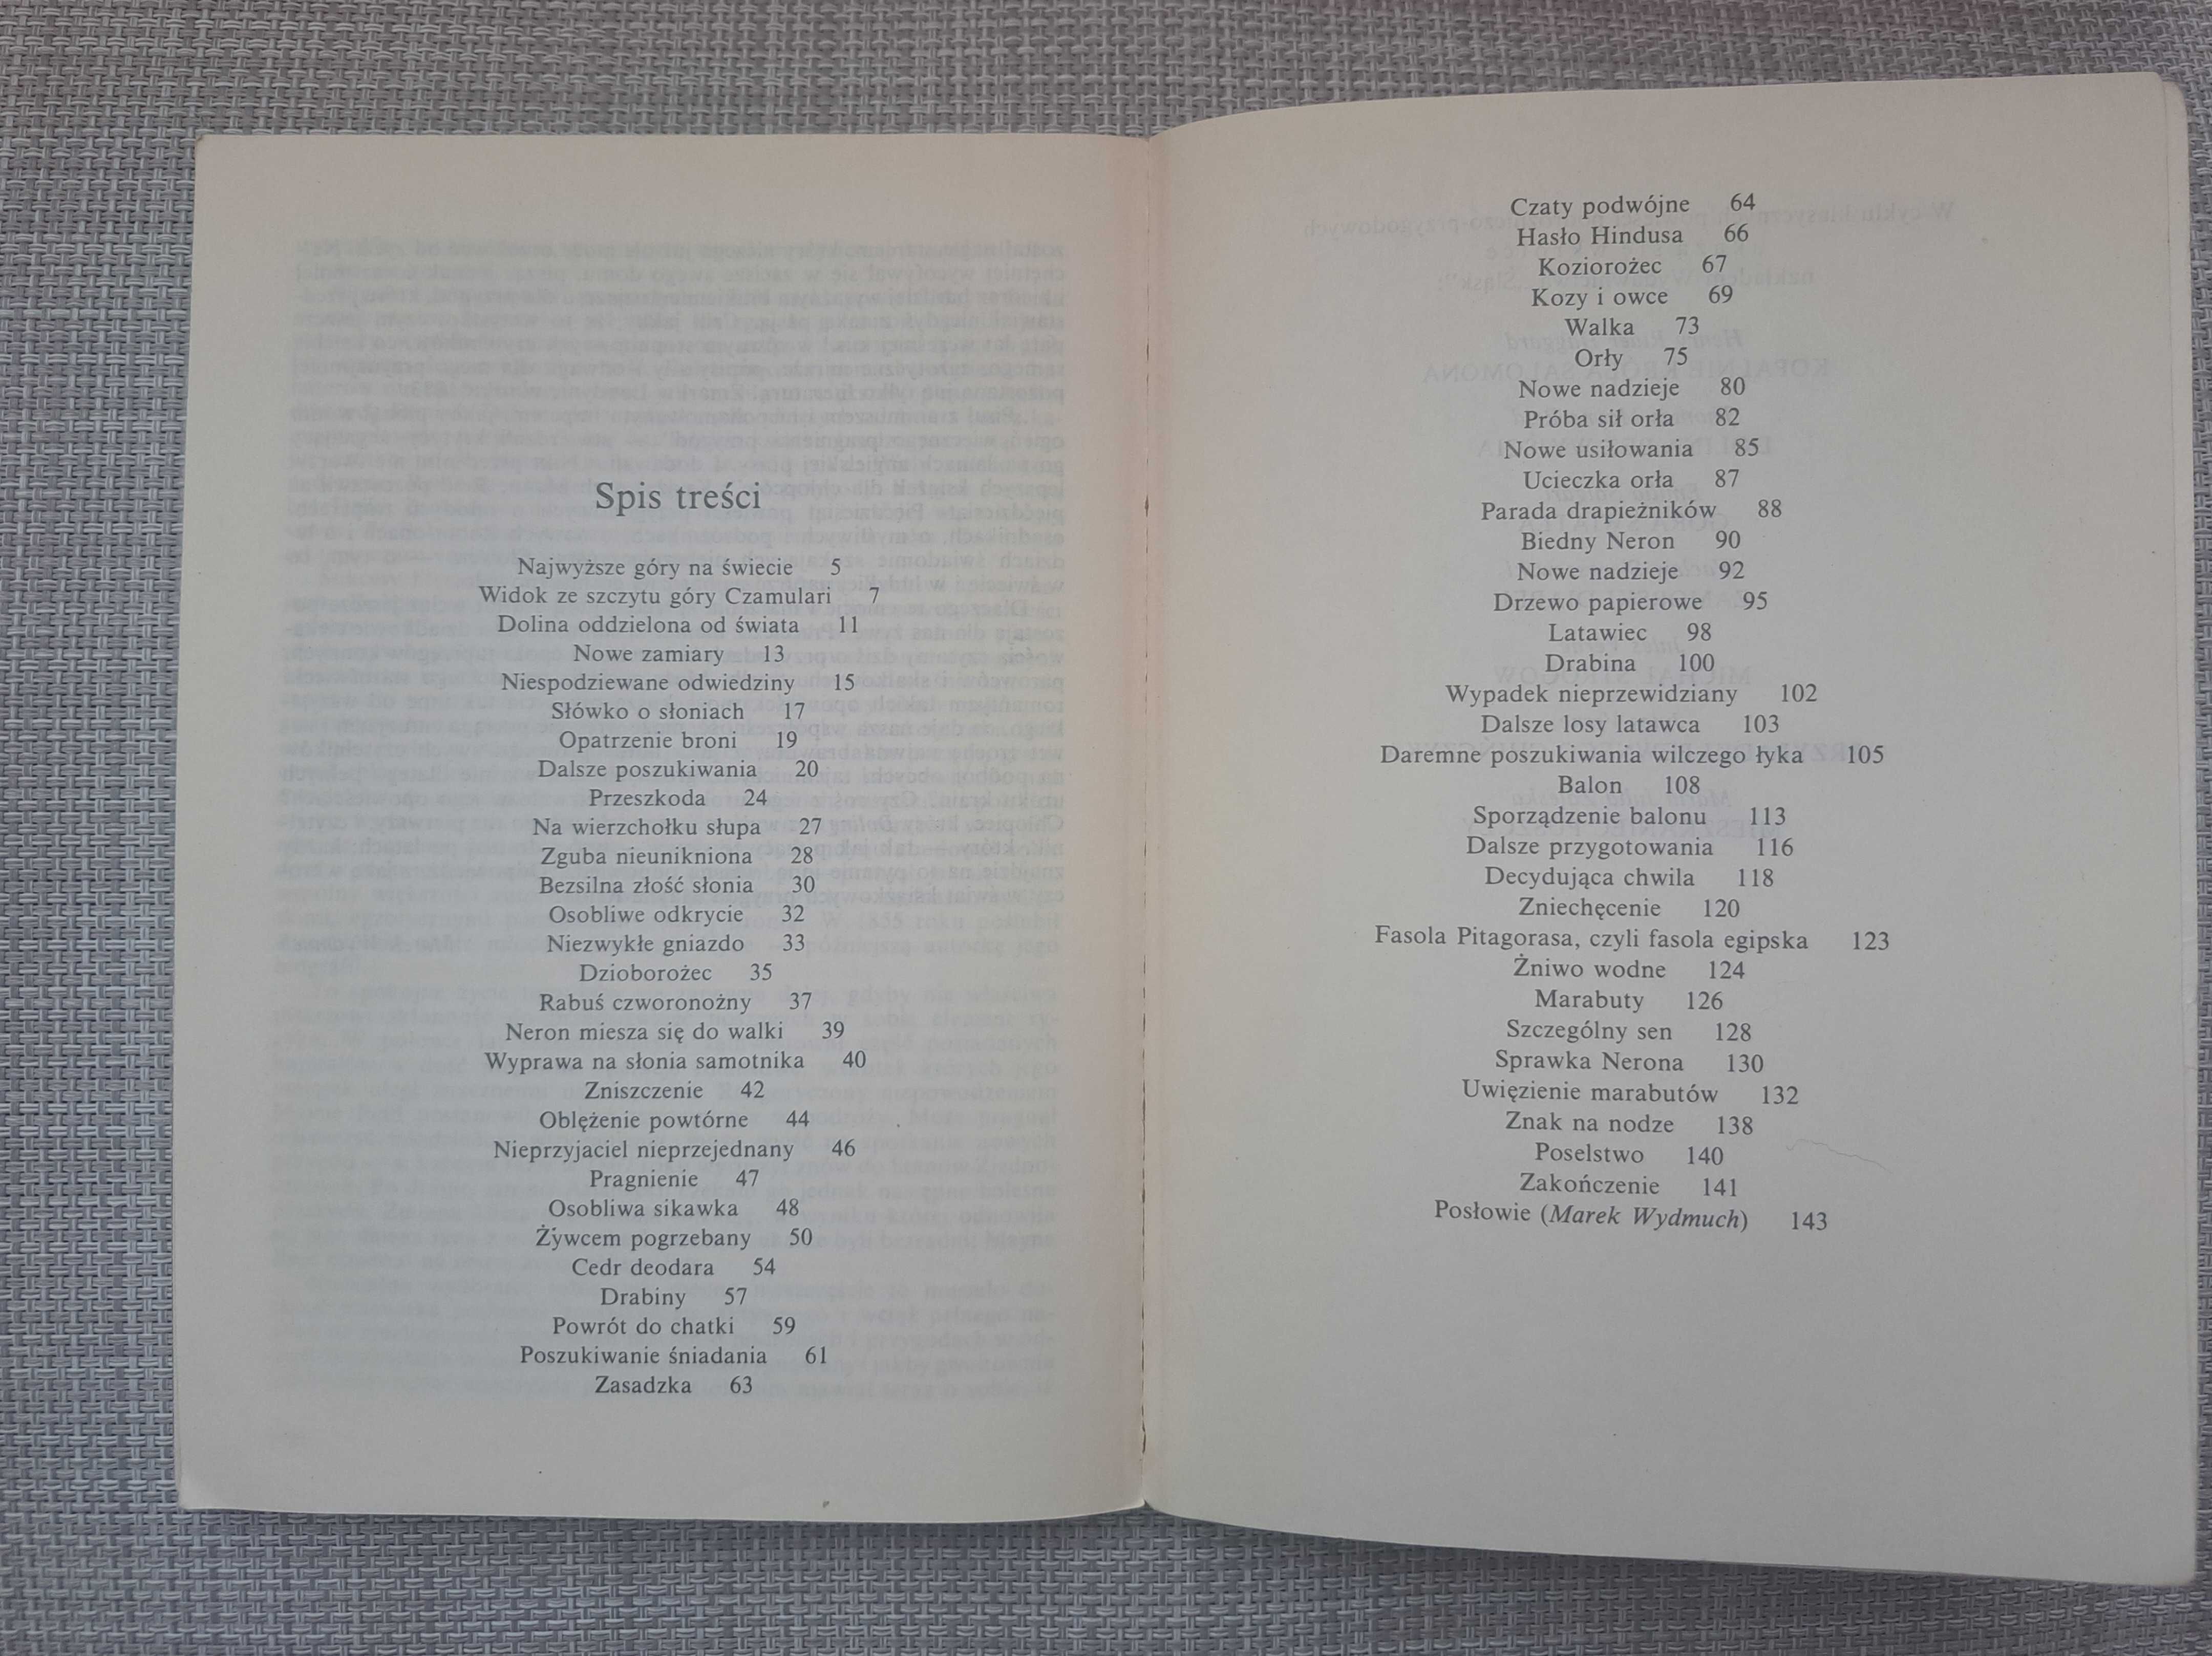 Spis treści
Najwyższe góry na świecie 5
Widok ze szczytu góry Czamulari 7
Dolina oddzielona od świata 11
Nowe zamiary 13
Niespodziewane odwiedziny 15
Słówko o słoniach 17
Opatrzenie broni 19
Dalsze poszukiwania 20
Przeszkoda 24
Na wierzchołku słupa 27
Zguba nieunikniona 28
Bezsilna złość słonia 30
Osobliwe odkrycie 32
Niezwykłe gniazdo 33
Dzioborożec 35
Rabuś czworonożny 37
Neron miesza się do walki 39
Wyprawa na słonia samotnika 40
Zniszczenie 42
Oblężenie powtórne 44
Nieprzyjaciel nieprzejednany 46
Pragnienie 47
Osobliwa sikawka 48
Żywcem pogrzebany 50
Cedr deodara 54
Drabiny 57
Powrót do chatki 59
Poszukiwanie śniadania 61
Zasadzka 63
Czaty podwójne 64
Hasło Hindusa 66
Koziorożec 67
Kozy i owce 69
Walka 73
Orły 75
Nowe nadzieje 80
Próba sił orła 82
Nowe usiłowania 85
Ucieczka orła 87
Parada drapieżników 88
Biedny Neron 90
Nowe nadzieje 92
Drzewo papierowe 95
Latawiec 98
Drabina 100
Wypadek nieprzewidziany 102
Dalsze losy latawca 103
Daremne poszukiwania wilczego łyka 105
Balon 108
Sporządzenie balonu 113
Dalsze przygotowania 116
Decydująca chwila 118
Zniechęcenie 120
Fasola Pitagorasa, czyli fasola egipska 123
Żniwo wodne 124
Marabuty 126
Szczególny sen 128
Sprawka Nerona 130
Uwięzienie marabutów 132
Znak na nodze 138
Poselstwo 140
Zakończenie 141
Posłowie (Marek Wydmuch) 143